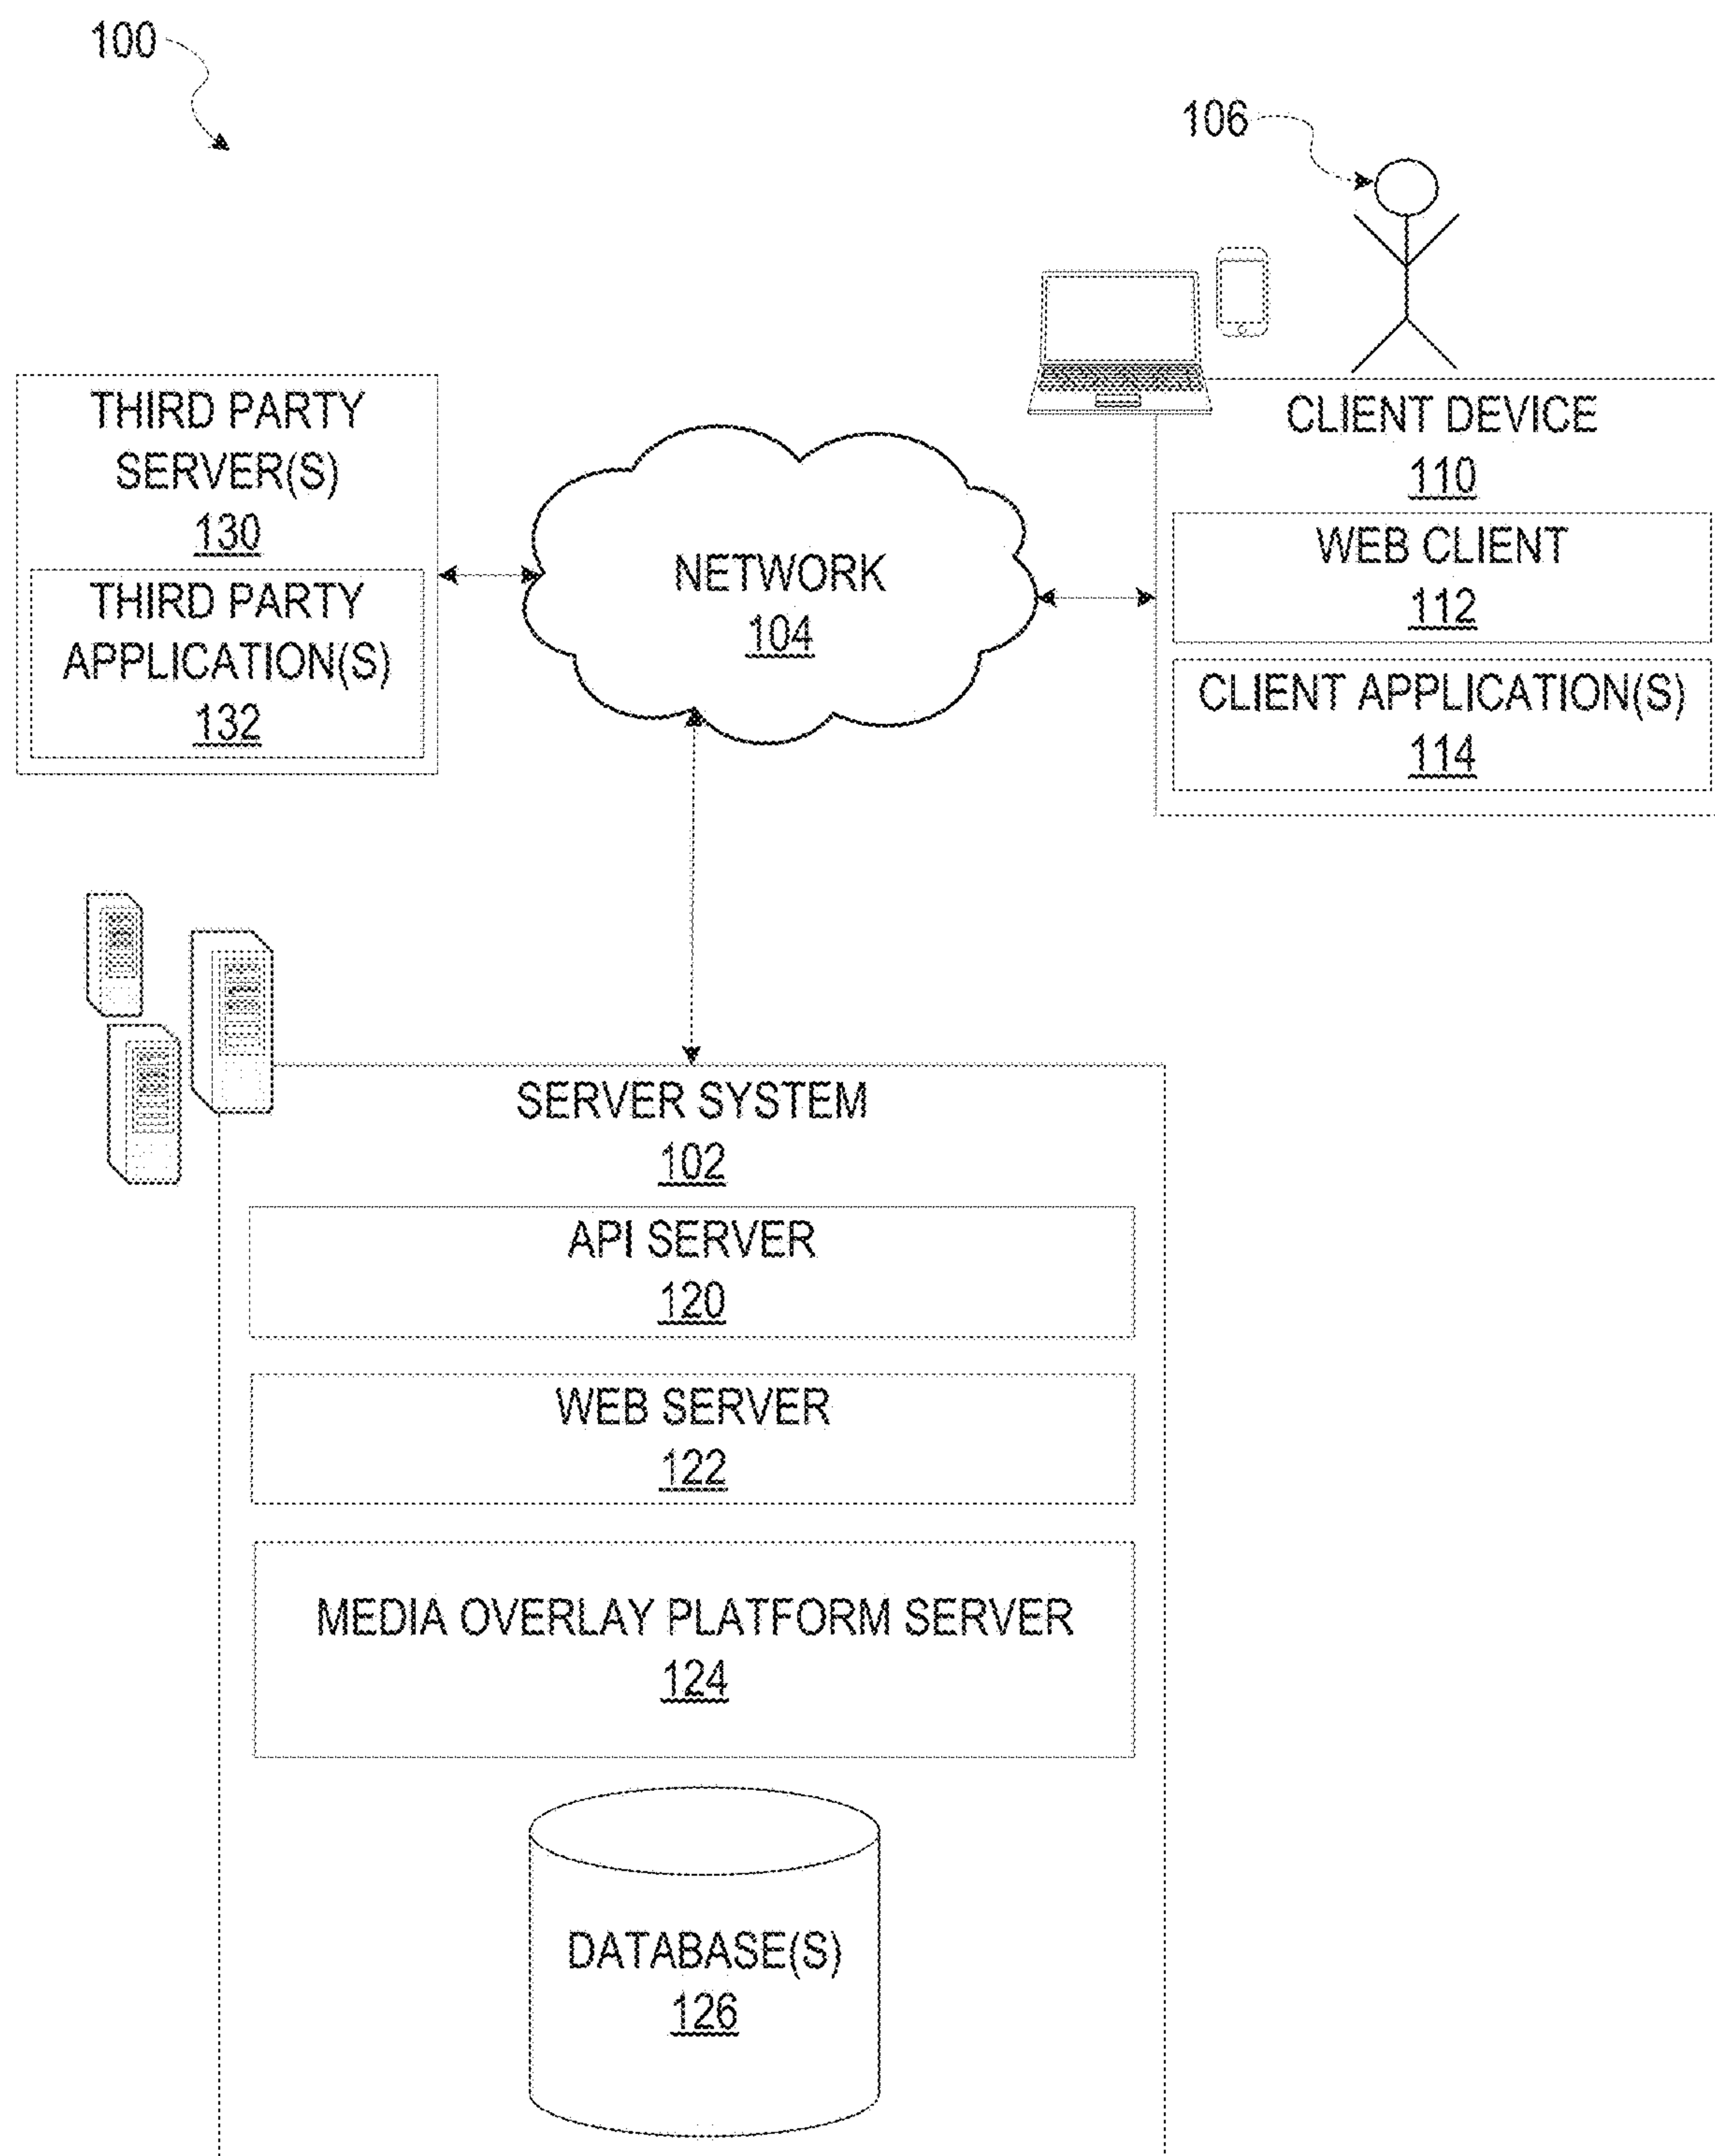 100
106
THIRD PARTY
SERVER(S)
130
THIRD PARTY
APPLICATION(S)
132
NETWORK
104
CLIENT DEVICE
110
WEB CLIENT
112
CLIENT APPLICATION(S)
114
SERVER SYSTEM
102
API SERVER
120
WEB SERVER
122
MEDIA OVERLAY PLATFORM SERVER
124
DATABASE(S)
126